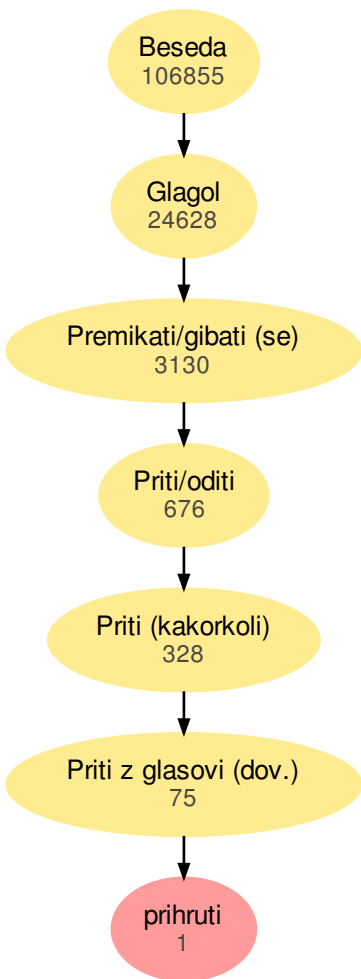 Beseda
106855
Glagol
24628
Premikati/gibati (se)
3130
Priti/oditi
676
Priti (kakorkoli)
328
Priti z glasovi (dov.)
75
prihruti
1